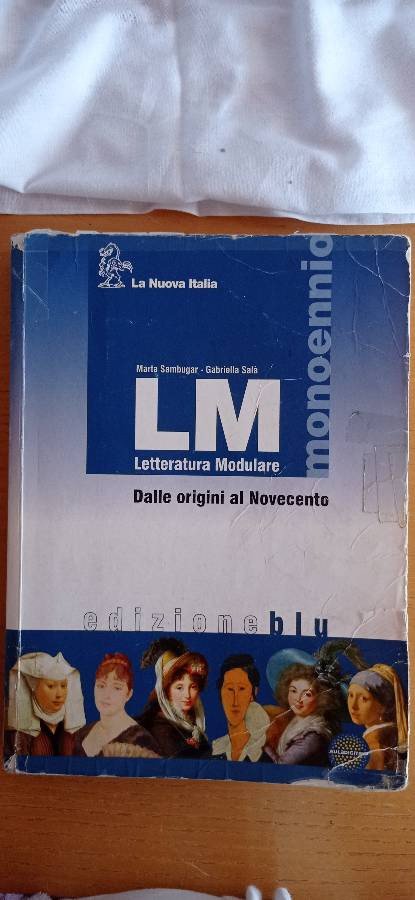 La Nuova Italia
monoennio
Marta Sambugar - Gabriella Salà
LM
Letteratura Modulare
Dalle origini al Novecento
edizioneblu